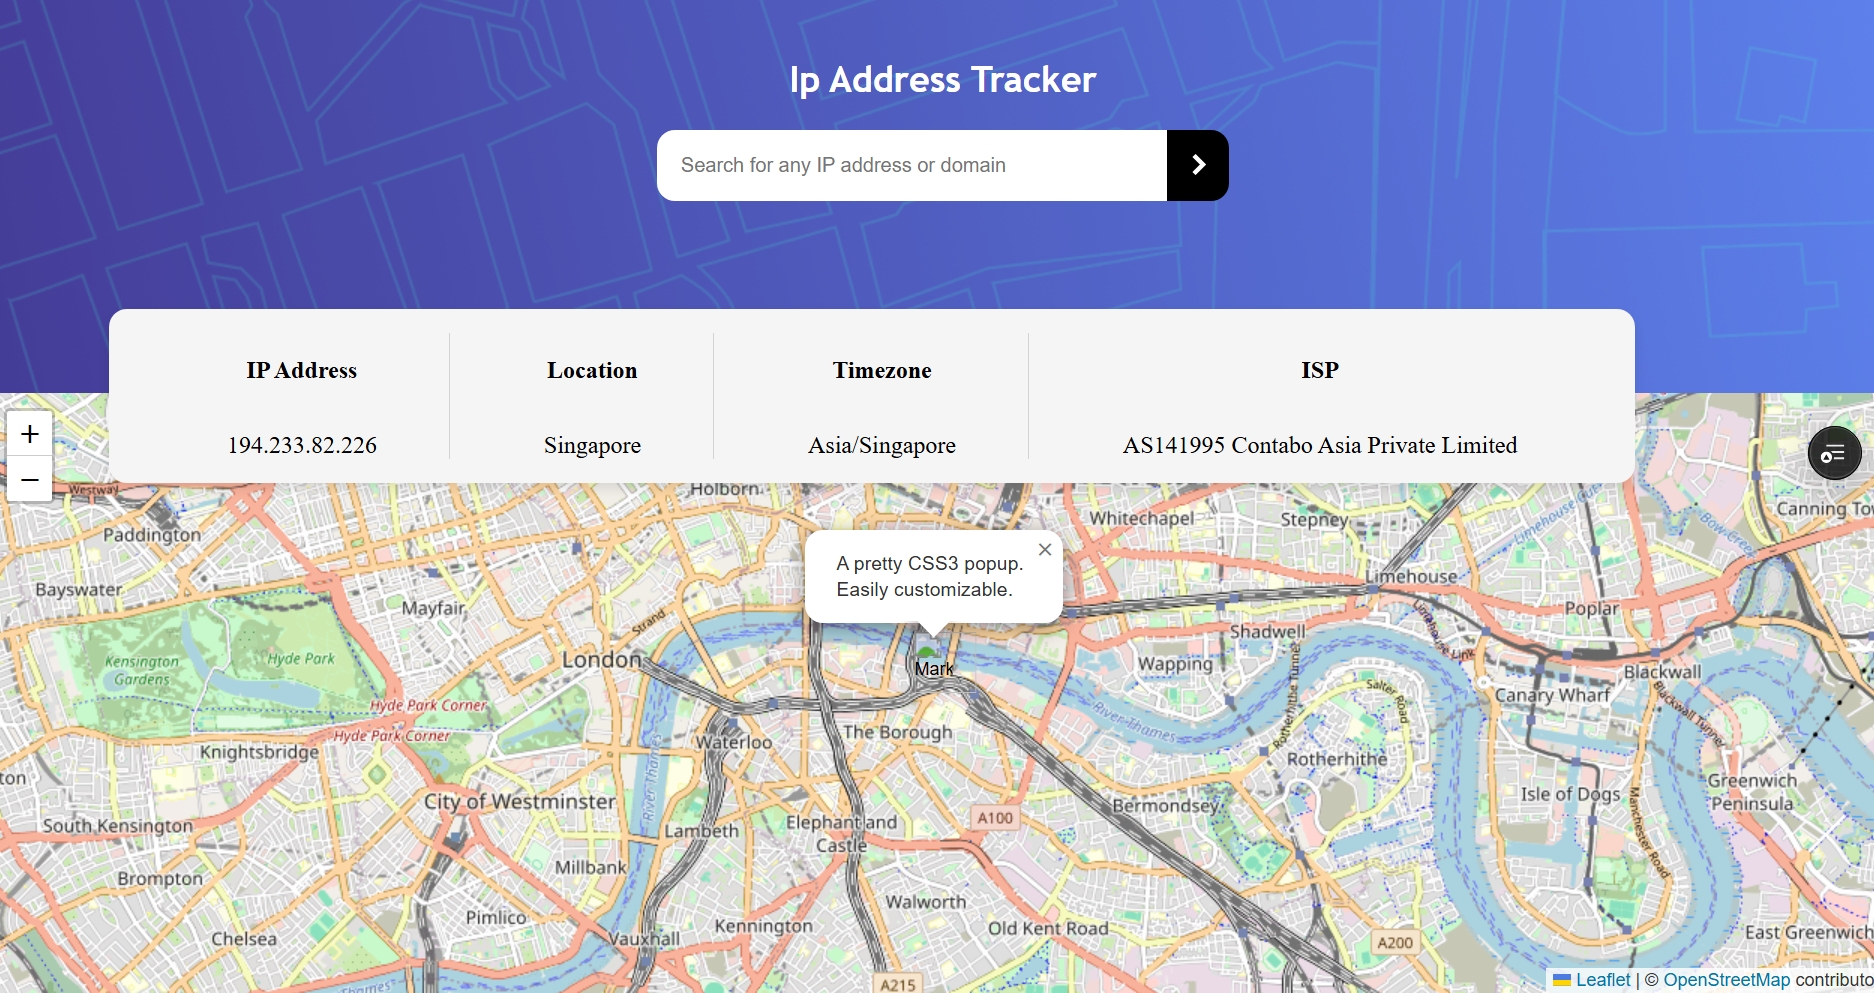 Ip Address Tracker
Search for any IP address or domain
IP Address
Location
Timezone
ISP
194.233.82.226
Singapore
Asia/Singapore
AS141995 Contabo Asia Private Limited
+
−
Westway
Holborn
Paddington
Whitechapel
Stepney
Limehouse Cut
Bow Creek
Canning To
A pretty CSS3 popup.
Easily customizable.
×
Bayswater
Mayfair
Strand
Limehouse
Poplar
Limehouse Link
Shadwell
Kensington
Gardens
Hyde Park
London
Mark
Wapping
Blackwall
Canary Wharf
Blackwall Tunnel
Rotherhithe Tunnel
Salter Road
Hyde Park Corner
Hyde Park Corner
River Thames
River Thames
Knightsbridge
Waterloo
The Borough
Rotherhithe
ton
Greenwich
Peninsula
City of Westminster
Isle of Dogs
Manchester Road
South Kensington
Lambeth
Elephant and
Castle
A100
Bermondsey
Brompton
Millbank
Walworth
Pimlico
Kennington
Old Kent Road
Chelsea
Vauxhall
A200
East Greenwich
A215
Thames
Leaflet | © OpenStreetMap contributo